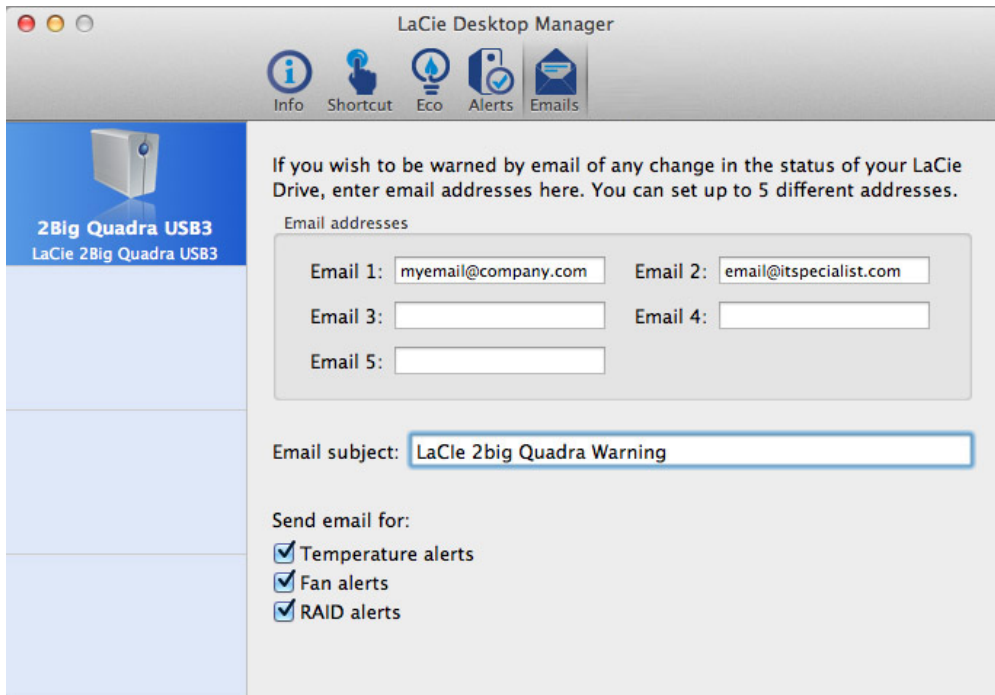 LaCie Desktop Manager
Info Shortcut Eco Alerts Emails
2Big Quadra USB3
LaCie 2Big Quadra USB3
If you wish to be warned by email of any change in the status of your LaCie
Drive, enter email addresses here. You can set up to 5 different addresses.
Email addresses
Email 1: myemail@company.com Email 2: email@itspecialist.com
Email 3: Email 4:
Email 5:
Email subject: LaCIe 2big Quadra Warning
Send email for:
Temperature alerts
Fan alerts
RAID alerts